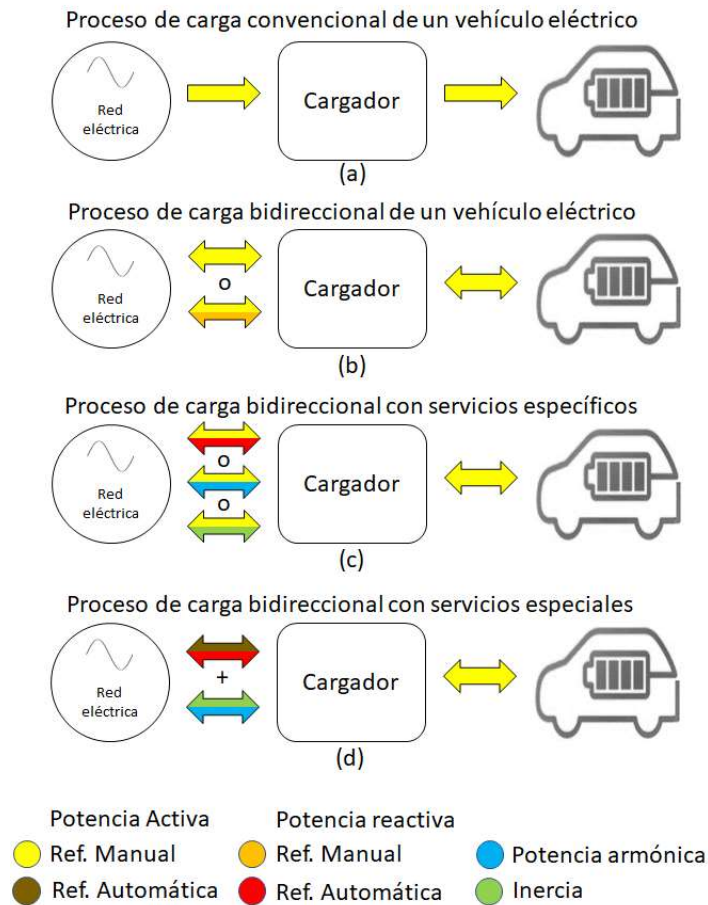 Proceso de carga convencional de un vehículo eléctrico
Red
eléctrica
Cargador
(a)
Proceso de carga bidireccional de un vehículo eléctrico
Red
eléctrica
o
Cargador
(b)
Proceso de carga bidireccional con servicios específicos
Red
eléctrica
o
o
Cargador
(c)
Proceso de carga bidireccional con servicios especiales
Red
eléctrica
+
Cargador
(d)
Potencia Activa
Potencia reactiva
Ref. Manual
Ref. Manual
Potencia armónica
Ref. Automática
Ref. Automática
Inercia